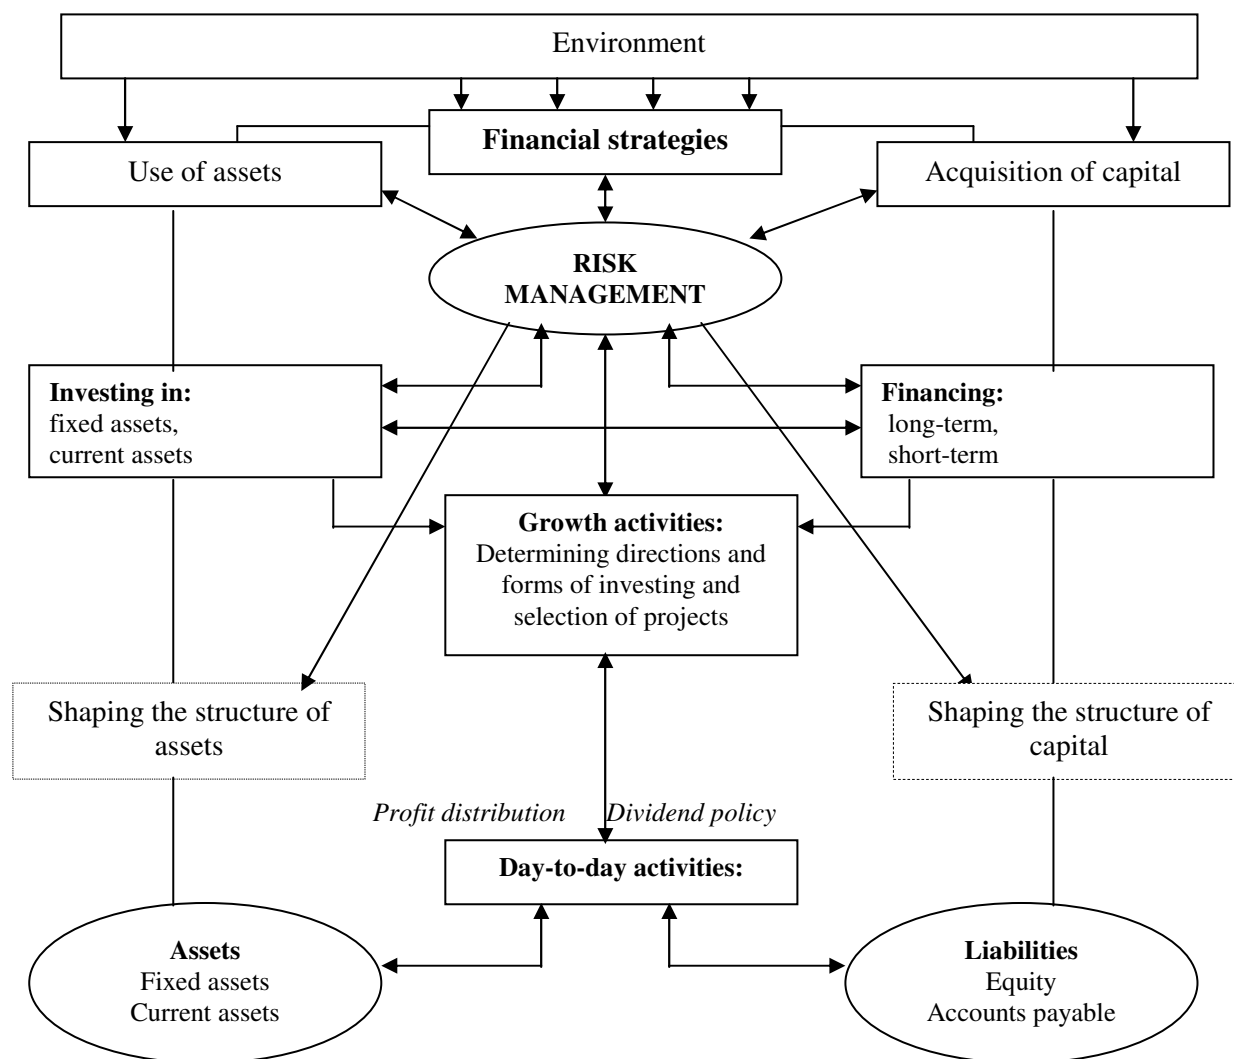 Environment
Financial strategies
Use of assets
Acquisition of capital
RISK
MANAGEMENT
Investing in:
fixed assets,
current assets
Financing:
long-term,
short-term
Growth activities:
Determining directions and
forms of investing and
selection of projects
Shaping the structure of
assets
Shaping the structure of
capital
Profit distribution
Dividend policy
Day-to-day activities:
Assets
Fixed assets
Current assets
Liabilities
Equity
Accounts payable